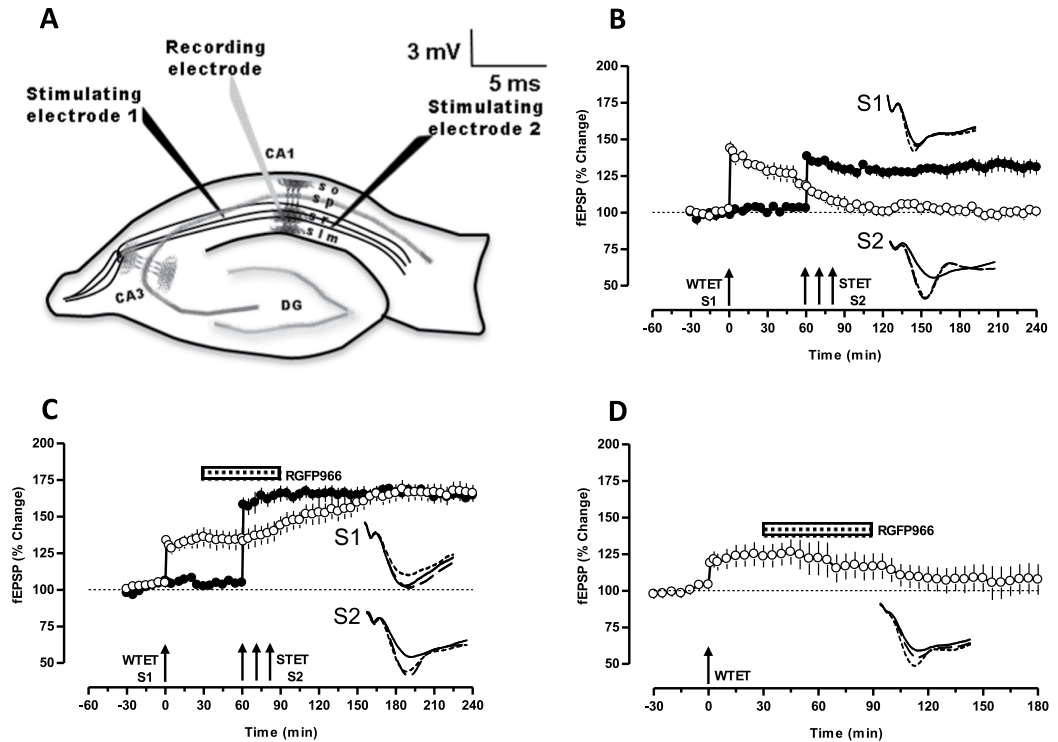 A
Recording
electrode
3 mV
5 ms
Stimulating
electrode 1
Stimulating
electrode 2
CA1
s o
s p
s r
s l m
CA3
DG
B
200
175
150
125
100
75
50
fEPSP (% Change)
S1
S2
WTET
S1
STET
S2
-60 -30 0 30 60 90 120 150 180 210 240
Time (min)
C
200
175
150
125
100
75
50
fEPSP (% Change)
RGFP966
S1
S2
WTET
S1
STET
S2
-60 -30 0 30 60 90 120 150 180 210 240
Time (min)
D
200
175
150
125
100
75
50
fEPSP (% Change)
RGFP966
WTET
-30 0 30 60 90 120 150 180
Time (min)